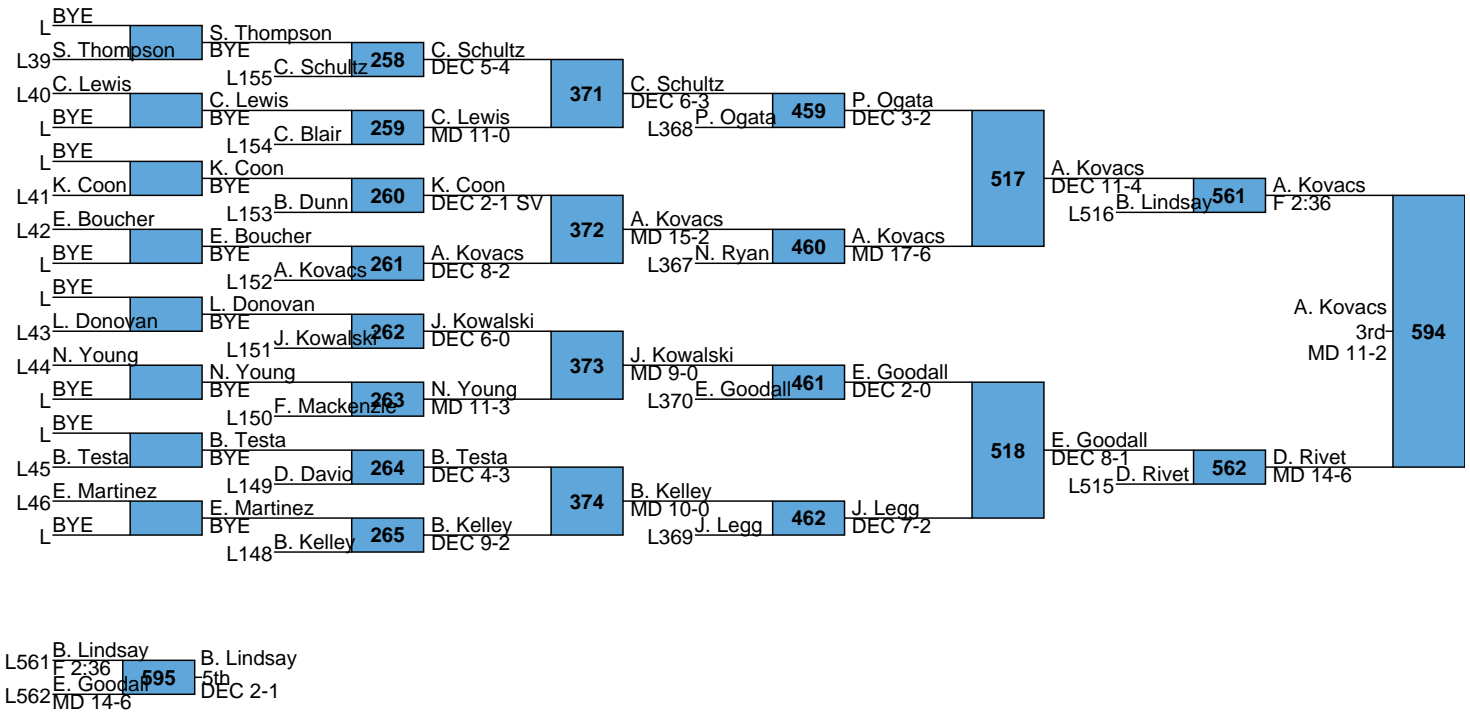 L BYE
L39 S. Thompson
S. Thompson
BYE
L155 C. Schultz
258
C. Schultz
DEC 5-4
L40 C. Lewis
L BYE
C. Lewis
BYE
L154 C. Blair
259
C. Lewis
MD 11-0
371
C. Schultz
DEC 6-3
L368 P. Ogata
459
P. Ogata
DEC 3-2
L BYE
L41 K. Coon
K. Coon
BYE
L153 B. Dunn
260
K. Coon
DEC 2-1 SV
L42 E. Boucher
L BYE
E. Boucher
BYE
L152 A. Kovacs
261
A. Kovacs
DEC 8-2
372
A. Kovacs
MD 15-2
L367 N. Ryan
460
A. Kovacs
MD 17-6
517
A. Kovacs
DEC 11-4
L516 B. Lindsay
561
A. Kovacs
F 2:36
L BYE
L43 L. Donovan
L. Donovan
BYE
L151 J. Kowalski
262
J. Kowalski
DEC 6-0
L44 N. Young
L BYE
N. Young
BYE
L150 F. Mackenzie
263
N. Young
MD 11-3
373
J. Kowalski
MD 9-0
L370 E. Goodall
461
E. Goodall
DEC 2-0
L BYE
L45 B. Testa
B. Testa
BYE
L149 D. David
264
B. Testa
DEC 4-3
L46 E. Martinez
L BYE
E. Martinez
BYE
L148 B. Kelley
265
B. Kelley
DEC 9-2
374
B. Kelley
MD 10-0
L369 J. Legg
462
J. Legg
DEC 7-2
518
E. Goodall
DEC 8-1
L515 D. Rivet
562
D. Rivet
MD 14-6
A. Kovacs
3rd
MD 11-2
594
L561 B. Lindsay
F 2:36
L562 E. Goodall
MD 14-6
595
B. Lindsay
5th
DEC 2-1